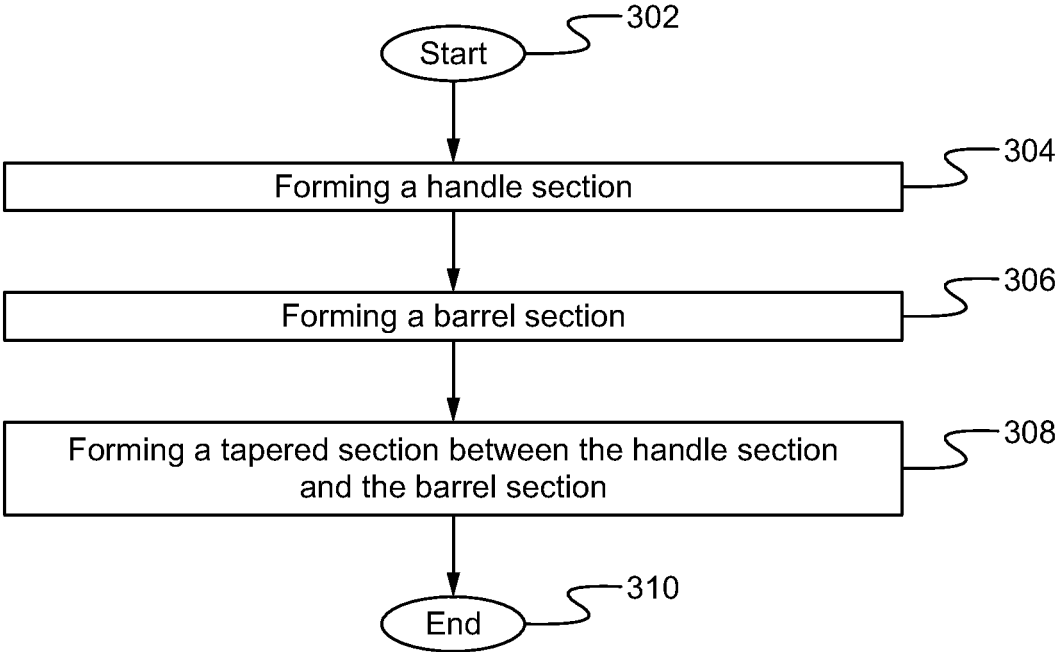 302
Start
304
Forming a handle section
306
Forming a barrel section
308
Forming a tapered section between the handle section
and the barrel section
310
End